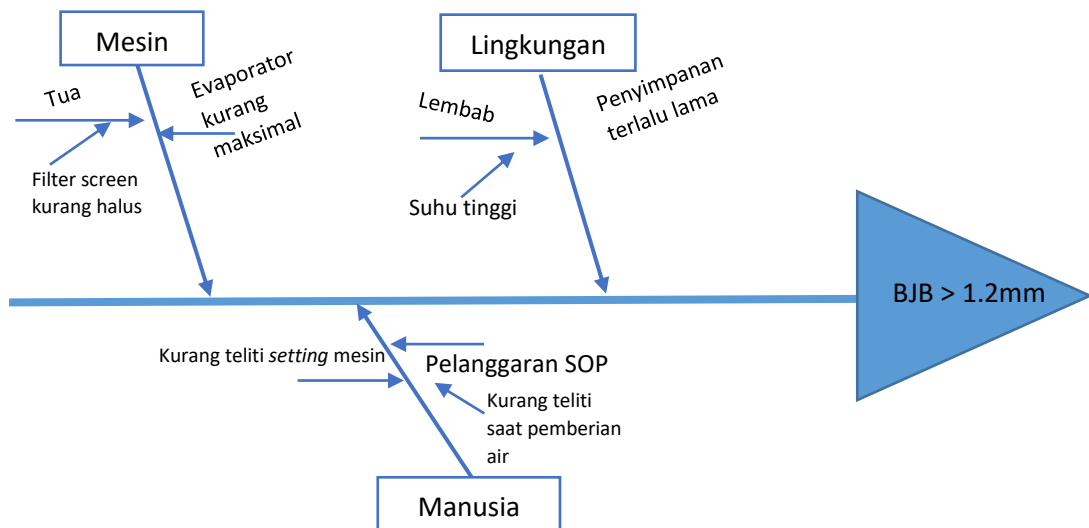 Mesin
Lingkungan
Tua
Evaporator
kurang
maksimal
Filter screen
kurang halus
Lembab
Penyimpanan
terlalu lama
Suhu tinggi
BJB > 1.2mm
Kurang teliti setting mesin
Pelanggaran SOP
Kurang teliti
saat pemberian
air
Manusia